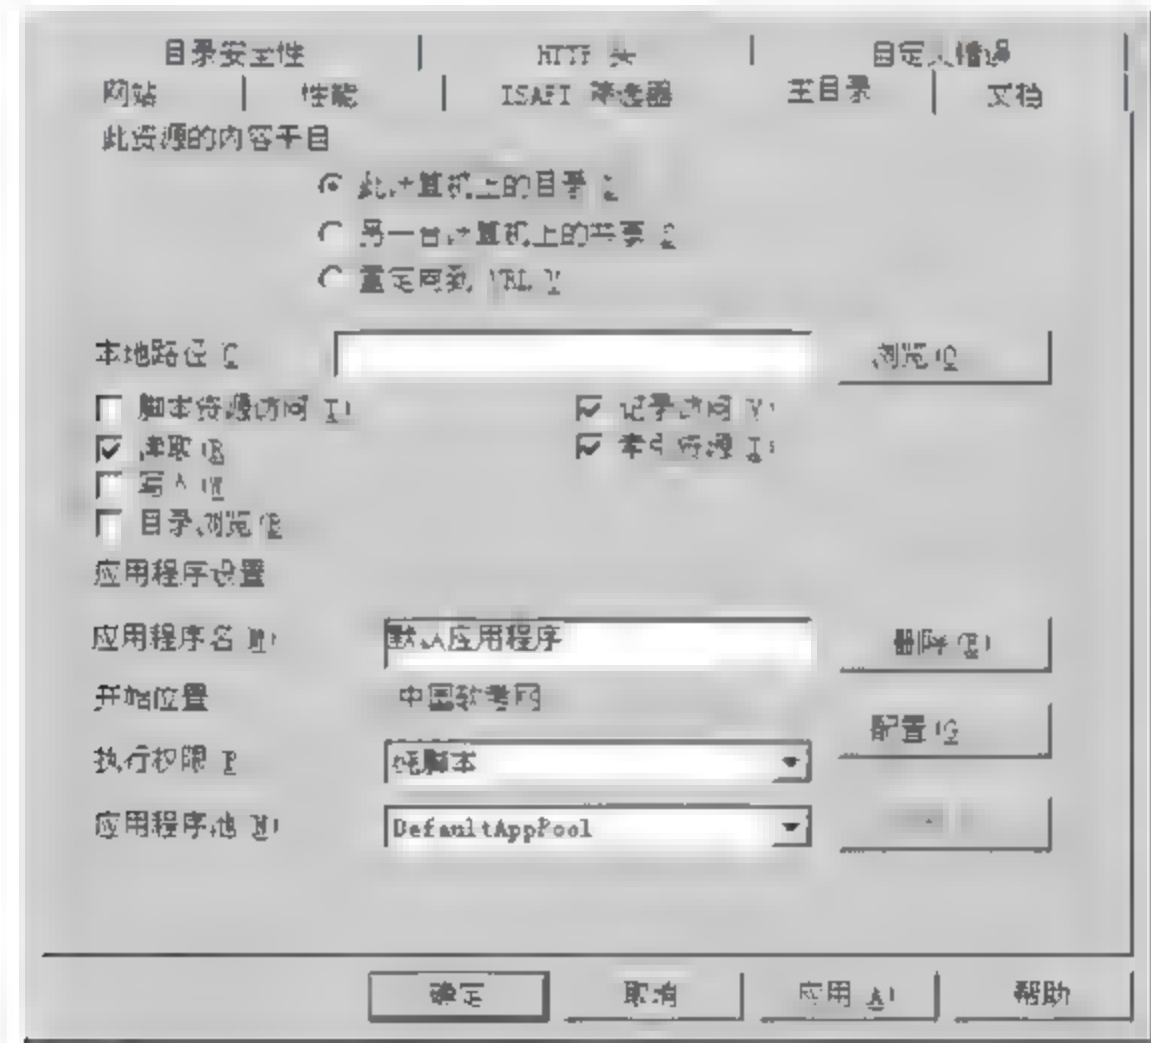 目录安全性 | HTTP 头 | 自定义错误
网站 | 性能 | ISAPI 筛选器 | 主目录 | 文档
此资源的内容
此计算机上的目录
另一台计算机上的共享
重定向到 URL
本地路径 浏览(O)
脚本资源访问(T) 记录访问(V)
读取(R) 索引资源(I)
写入(W)
目录浏览(B)
应用程序设置
应用程序名(M) 默认应用程序 删除(E)
开始位置 中国软考网
配置(G)
执行权限 P 纯脚本
应用程序池(N) DefaultAppPool
确定 取消 应用(A) 帮助